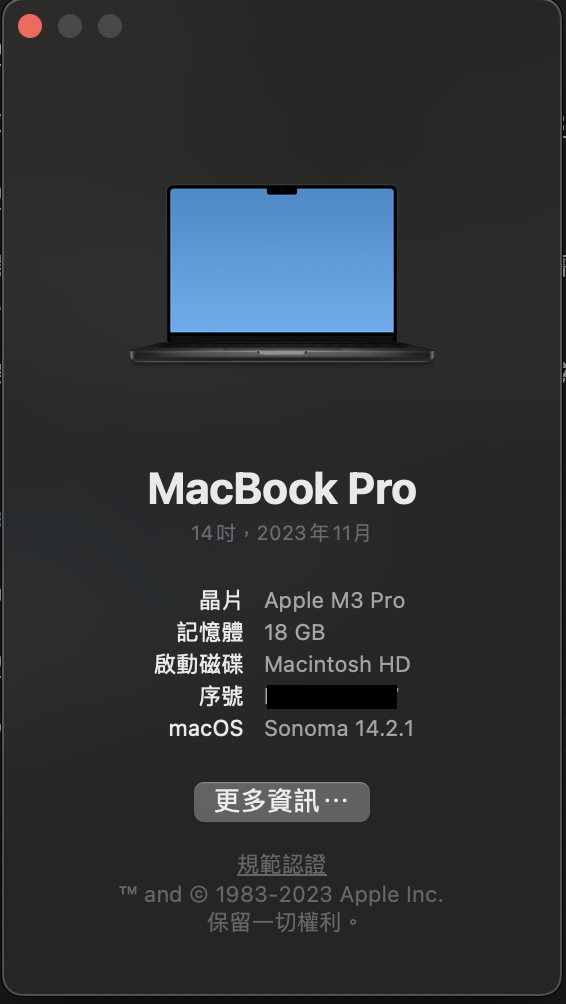 MacBook Pro
14吋，2023年11月
晶片 Apple M3 Pro
記憶體 18 GB
啟動磁碟 Macintosh HD
序號
macOS Sonoma 14.2.1
更多資訊⋯
規範認證
™ and © 1983-2023 Apple Inc.
保留一切權利。